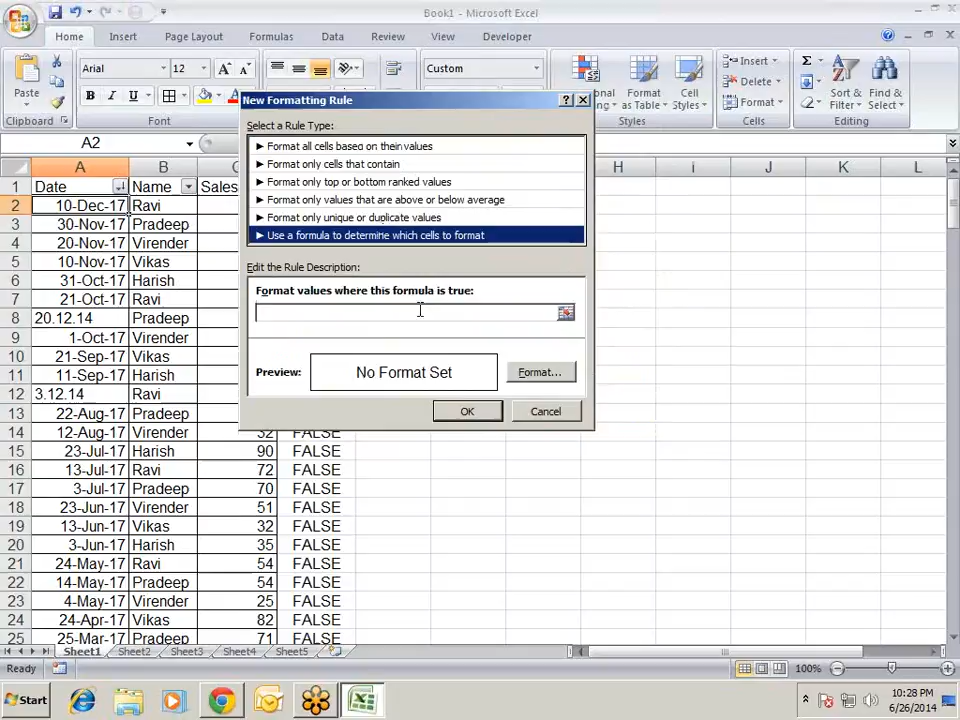 Book1 - Microsoft Excel
Home Insert Page Layout Formulas Data Review View Developer
Paste Arial 12 Custom Format as Table Cell Styles Insert Delete Format Sort & Filter Find & Select
B I U
Clipboard Font Styles Cells Editing
A2
A B H I J K L
New Formatting Rule
Select a Rule Type:
► Format all cells based on their values
► Format only cells that contain
► Format only top or bottom ranked values
► Format only values that are above or below average
► Format only unique or duplicate values
► Use a formula to determine which cells to format
Edit the Rule Description:
Format values where this formula is true:
Preview: No Format Set Format...
OK Cancel
1 Date Name Sales
2 10-Dec-17 Ravi
3 30-Nov-17 Pradeep
4 20-Nov-17 Virender
5 10-Nov-17 Vikas
6 31-Oct-17 Harish
7 21-Oct-17 Ravi
8 20.12.14 Pradeep
9 1-Oct-17 Virender
10 21-Sep-17 Vikas
11 11-Sep-17 Harish
12 3.12.14 Ravi
13 22-Aug-17 Pradeep
14 12-Aug-17 Virender 32 FALSE
15 23-Jul-17 Harish 90 FALSE
16 13-Jul-17 Ravi 72 FALSE
17 3-Jul-17 Pradeep 70 FALSE
18 23-Jun-17 Virender 51 FALSE
19 13-Jun-17 Vikas 32 FALSE
20 3-Jun-17 Harish 35 FALSE
21 24-May-17 Ravi 54 FALSE
22 14-May-17 Pradeep 54 FALSE
23 4-May-17 Virender 25 FALSE
24 24-Apr-17 Vikas 82 FALSE
25 25-Mar-17 Pradeep 71 FALSE
Sheet1 Sheet2 Sheet3 Sheet4 Sheet5
Ready 100%
Start 10:28 PM
6/26/2014